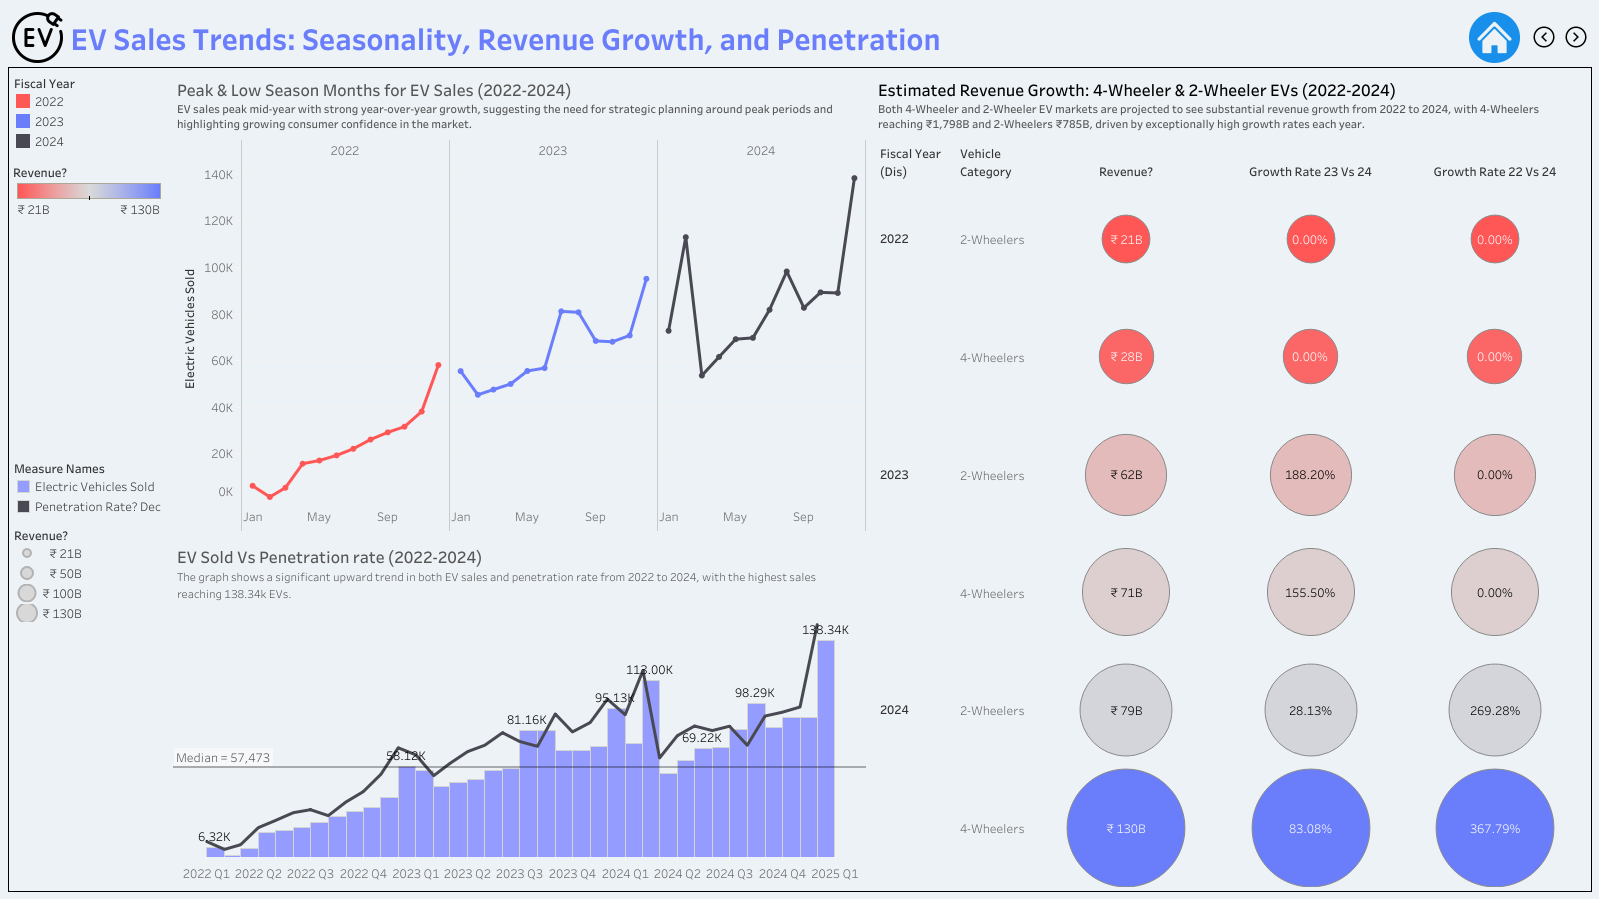 EV
EV Sales Trends: Seasonality, Revenue Growth, and Penetration
Fiscal Year
2022
2023
2024
Revenue?
₹ 21B ₹ 130B
Measure Names
Electric Vehicles Sold
Penetration Rate? Dec
Revenue?
₹ 21B
₹ 50B
₹ 100B
₹ 130B
Peak & Low Season Months for EV Sales (2022-2024)
EV sales peak mid-year with strong year-over-year growth, suggesting the need for strategic planning around peak periods and
highlighting growing consumer confidence in the market.
2022 2023 2024
140K
120K
100K
80K
60K
40K
20K
0K
Electric Vehicles Sold
Jan May Sep Jan May Sep Jan May Sep
EV Sold Vs Penetration rate (2022-2024)
The graph shows a significant upward trend in both EV sales and penetration rate from 2022 to 2024, with the highest sales
reaching 138.34k EVs.
138.34K
113.00K
95.13K
98.29K
81.16K
69.22K
58.12K
Median = 57,473
6.32K
2022 Q1 2022 Q2 2022 Q3 2022 Q4 2023 Q1 2023 Q2 2023 Q3 2023 Q4 2024 Q1 2024 Q2 2024 Q3 2024 Q4 2025 Q1
Estimated Revenue Growth: 4-Wheeler & 2-Wheeler EVs (2022-2024)
Both 4-Wheeler and 2-Wheeler EV markets are projected to see substantial revenue growth from 2022 to 2024, with 4-Wheelers
reaching ₹1,798B and 2-Wheelers ₹785B, driven by exceptionally high growth rates each year.
Fiscal Year Vehicle
(Dis) Category Revenue? Growth Rate 23 Vs 24 Growth Rate 22 Vs 24
2022 2-Wheelers ₹ 21B 0.00% 0.00%
4-Wheelers ₹ 28B 0.00% 0.00%
2023 2-Wheelers ₹ 62B 188.20% 0.00%
4-Wheelers ₹ 71B 155.50% 0.00%
2024 2-Wheelers ₹ 79B 28.13% 269.28%
4-Wheelers ₹ 130B 83.08% 367.79%